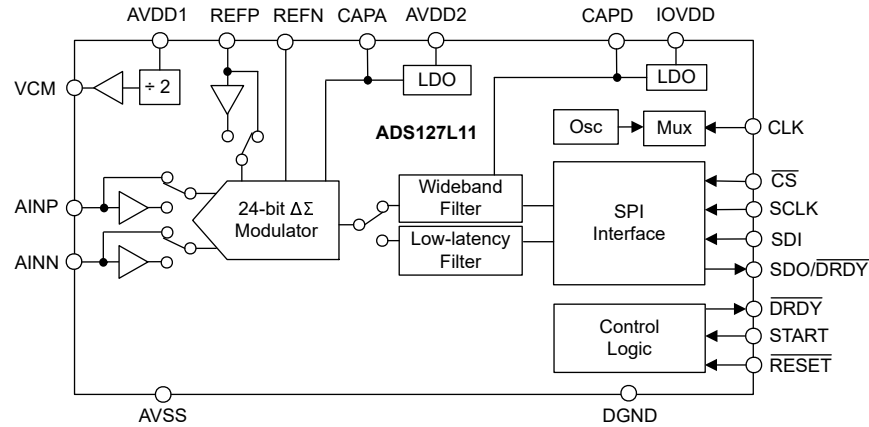 AVDD1
REFP
REFN
CAPA
AVDD2
CAPD
IOVDD
VCM
÷ 2
LDO
LDO
ADS127L11
Osc
Mux
CLK
AINP
AINN
24-bit ΔΣ
Modulator
Wideband
Filter
Low-latency
Filter
SPI
Interface
CS
SCLK
SDI
SDO/DRDY
Control
Logic
DRDY
START
RESET
AVSS
DGND